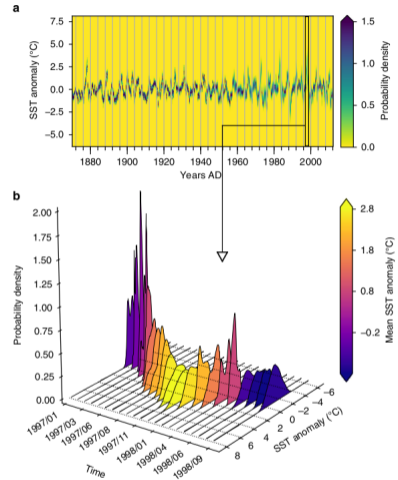 a
7.5
5.0
2.5
0.0
−2.5
−5.0
SST anomaly (°C)
1880 1900 1920 1940 1960 1980 2000
Years AD
1.5
1.0
0.5
0.0
Probability density
b
2.00
1.75
1.50
1.25
1.00
0.75
0.50
0.25
0.00
Probability density
1997/01
1997/03
1997/06
1997/08
1997/11
1998/01
1998/04
1998/06
1998/09
Time
8 6 4 2 0 −2 −4 −6
SST anomaly (°C)
2.8
1.8
0.8
−0.2
Mean SST anomaly (°C)